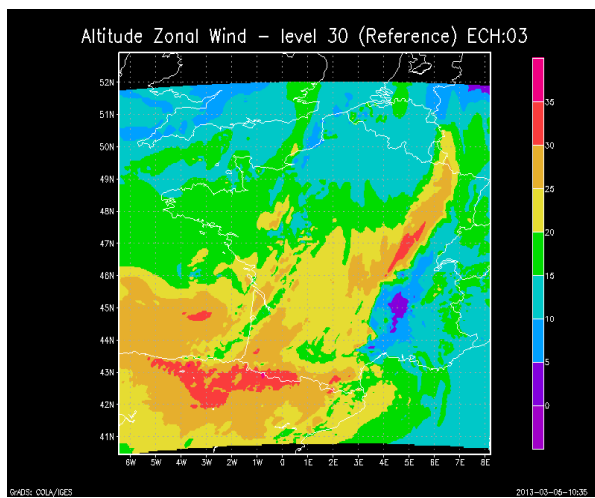 Altitude Zonal Wind – level 30 (Reference) ECH:03
52N
51N
50N
49N
48N
47N
46N
45N
44N
43N
42N
41N
6W 5W 4W 3W 2W 1W 0 1E 2E 3E 4E 5E 6E 7E 8E
35
30
25
20
15
10
5
0
GrADS: COLA/IGES
2013-03-06-10:35